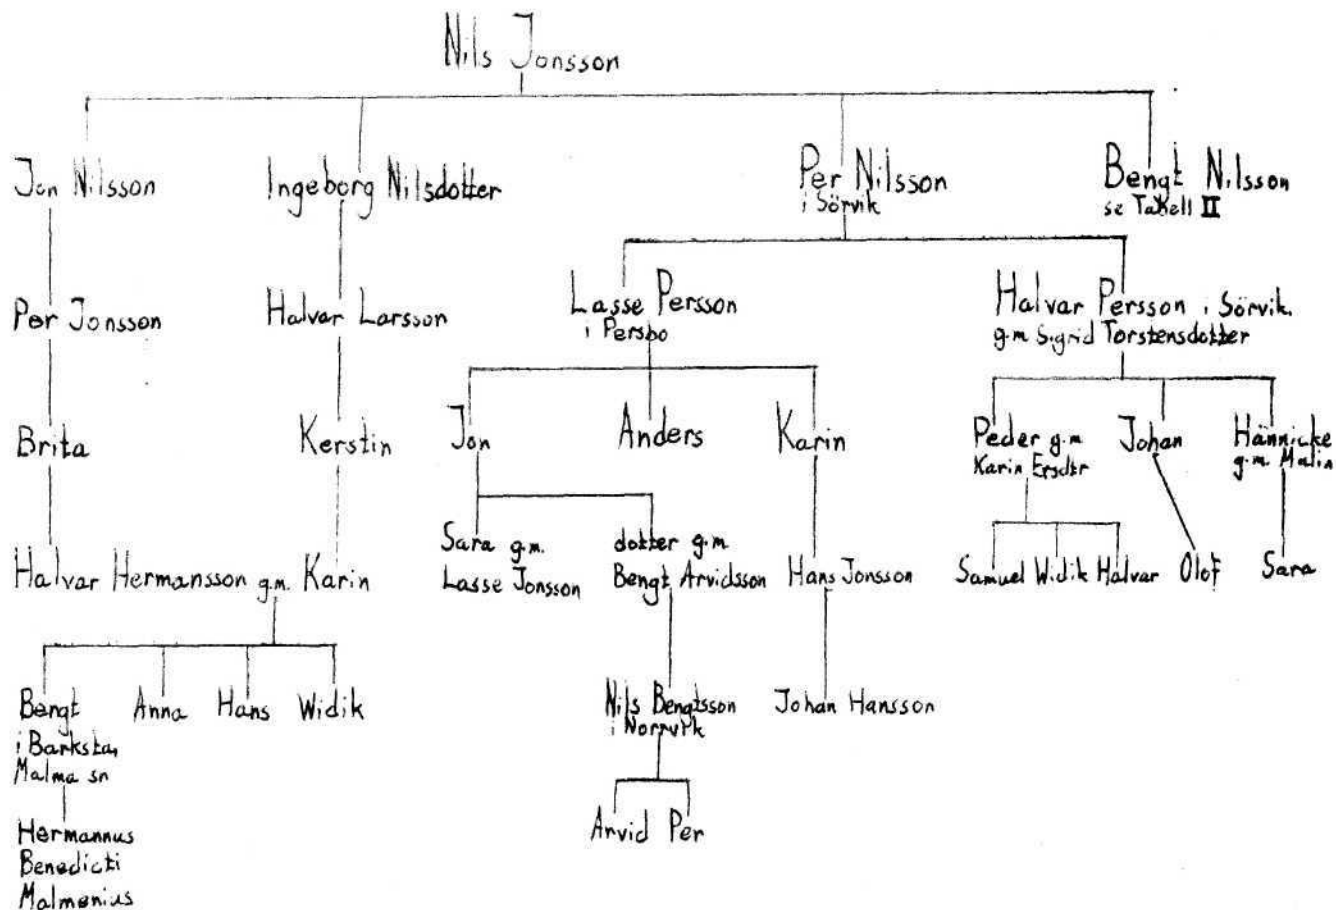 Nils Jonsson
Jon Nilsson
Ingeborg Nilsdotter
Per Nilsson
i Sörvik
Bengt Nilsson
se Tabell II
Per Jonsson
Halvar Larsson
Lasse Persson
i Persbo
Halvar Persson i Sörvik.
g.m Sigrid Torstensdotter
Brita
Kerstin
Jon
Anders
Karin
Peder g.m
Karin Ersdtr
Johan
Hännicke
g.m. Malin
Halvar Hermansson g.m. Karin
Sara g.m.
Lasse Jonsson
dotter g.m
Bengt Arvidsson
Hans Jonsson
Samuel Widik Halvar
Olof
Sara
Bengt
i Barksta,
Malma sn
Anna
Hans
Widik
Nils Bengtsson
i Norrvik
Johan Hansson
Hermannus
Benedicti
Malmenius
Arvid Per